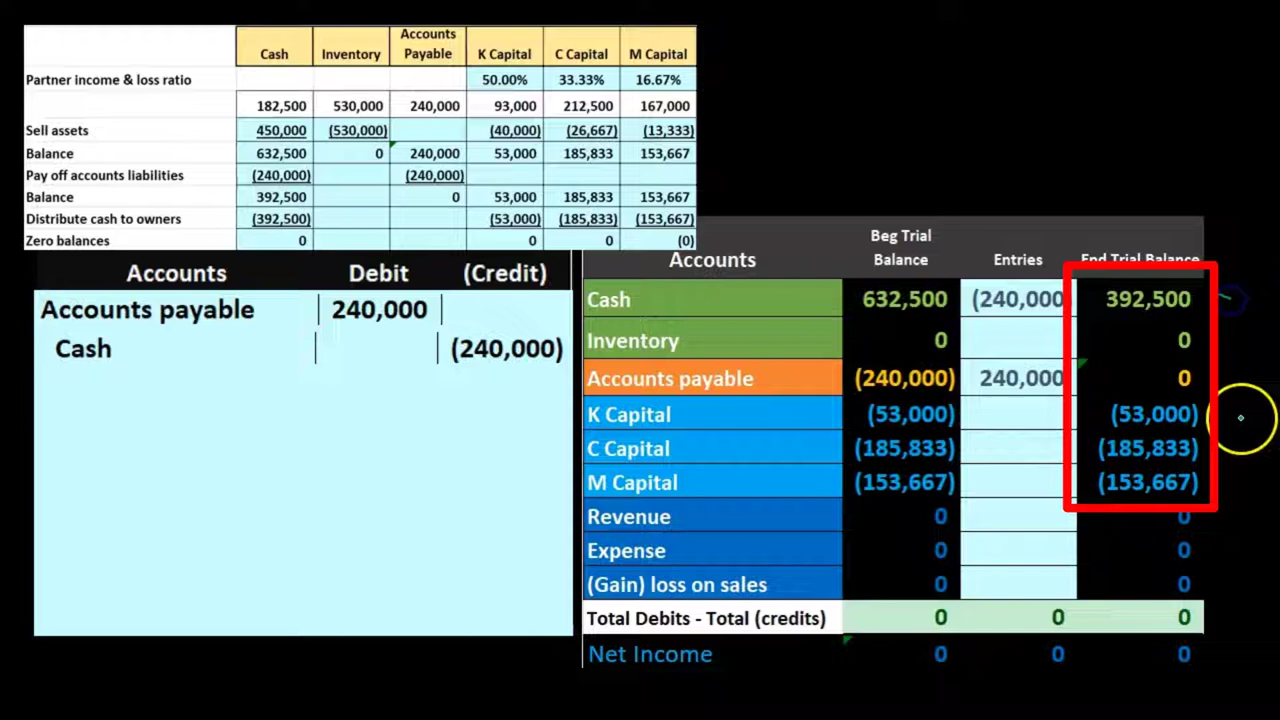 Cash Inventory Accounts Payable K Capital C Capital M Capital
Partner income & loss ratio 50.00% 33.33% 16.67%
182,500 530,000 240,000 93,000 212,500 167,000
Sell assets 450,000 (530,000) (40,000) (26,667) (13,333)
Balance 632,500 0 240,000 53,000 185,833 153,667
Pay off accounts liabilities (240,000) (240,000)
Balance 392,500 0 53,000 185,833 153,667
Distribute cash to owners (392,500) (53,000) (185,833) (153,667)
Zero balances 0 0 0 (0)
Accounts Debit (Credit)
Accounts payable 240,000
Cash (240,000)
Accounts Beg Trial Balance Entries End Trial Balance
Cash 632,500 (240,000 392,500
Inventory 0 0
Accounts payable (240,000) 240,000 0
K Capital (53,000) (53,000)
C Capital (185,833) (185,833)
M Capital (153,667) (153,667)
Revenue 0 0
Expense 0 0
(Gain) loss on sales 0 0
Total Debits - Total (credits) 0 0 0
Net Income 0 0 0